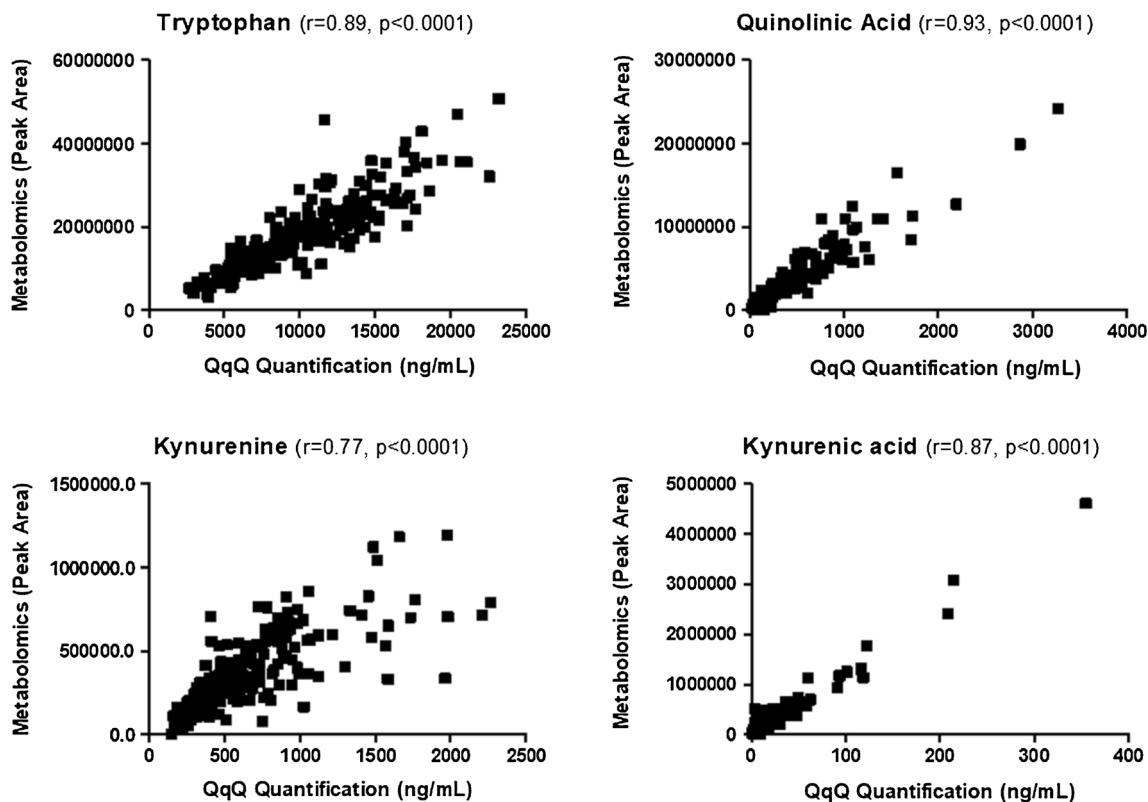 Tryptophan (r=0.89, p<0.0001)
Metabolomics (Peak Area)
60000000
40000000
20000000
0
0 5000 10000 15000 20000 25000
QqQ Quantification (ng/mL)
Quinolinic Acid (r=0.93, p<0.0001)
Metabolomics (Peak Area)
30000000
20000000
10000000
0
0 1000 2000 3000 4000
QqQ Quantification (ng/mL)
Kynurenine (r=0.77, p<0.0001)
Metabolomics (Peak Area)
1500000.0
1000000.0
500000.0
0.0
0 500 1000 1500 2000 2500
QqQ Quantification (ng/mL)
Kynurenic acid (r=0.87, p<0.0001)
Metabolomics (Peak Area)
5000000
4000000
3000000
2000000
1000000
0
0 100 200 300 400
QqQ Quantification (ng/mL)